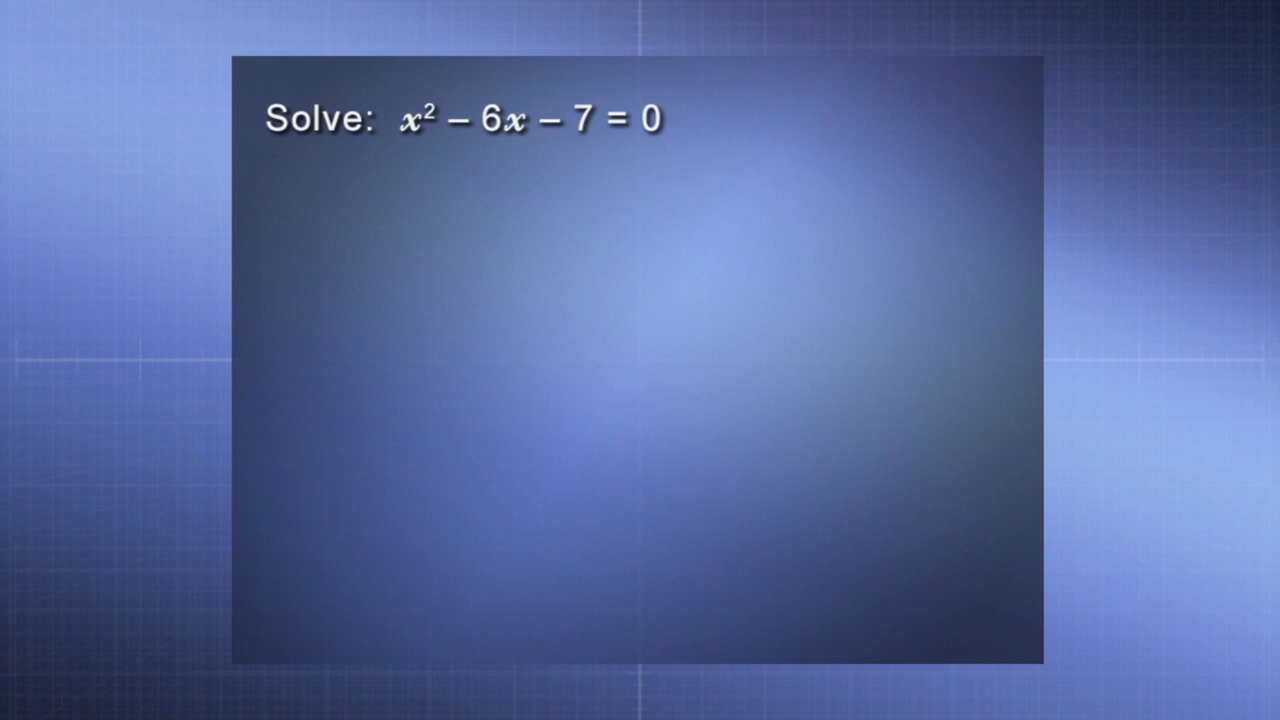 Solve: x² – 6x – 7 = 0